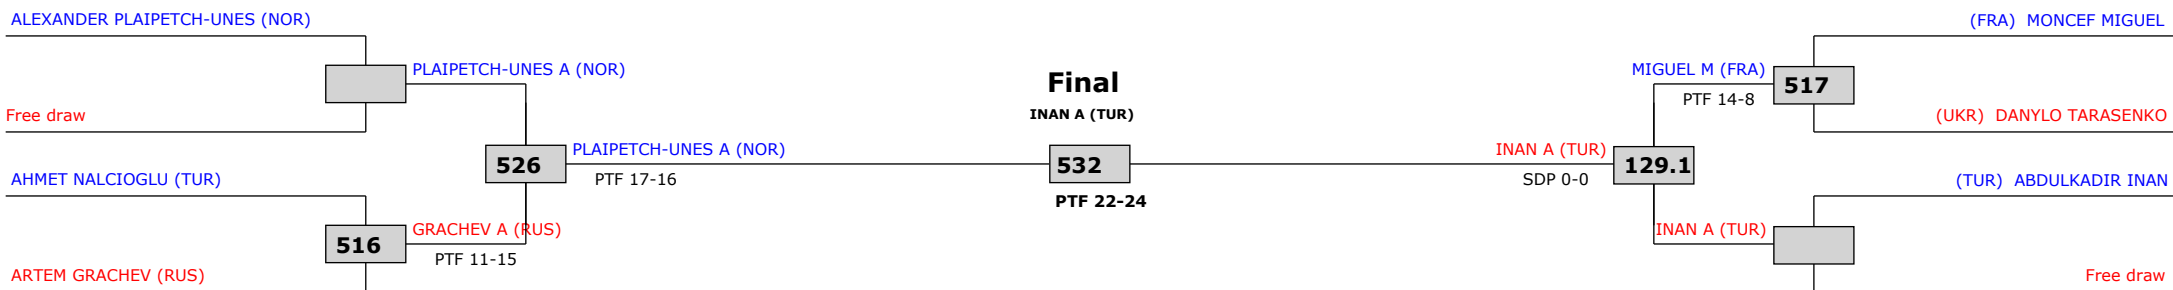 ALEXANDER PLAIPETCH-UNES (NOR)
PLAIPETCH-UNES A (NOR)
Free draw
526
PLAIPETCH-UNES A (NOR)
PTF 17-16
AHMET NALCIOGLU (TUR)
516
GRACHEV A (RUS)
PTF 11-15
ARTEM GRACHEV (RUS)
Final
INAN A (TUR)
532
PTF 22-24
(FRA) MONCEF MIGUEL
MIGUEL M (FRA)
517
PTF 14-8
(UKR) DANYLO TARASENKO
INAN A (TUR)
129.1
SDP 0-0
(TUR) ABDULKADIR INAN
INAN A (TUR)
Free draw